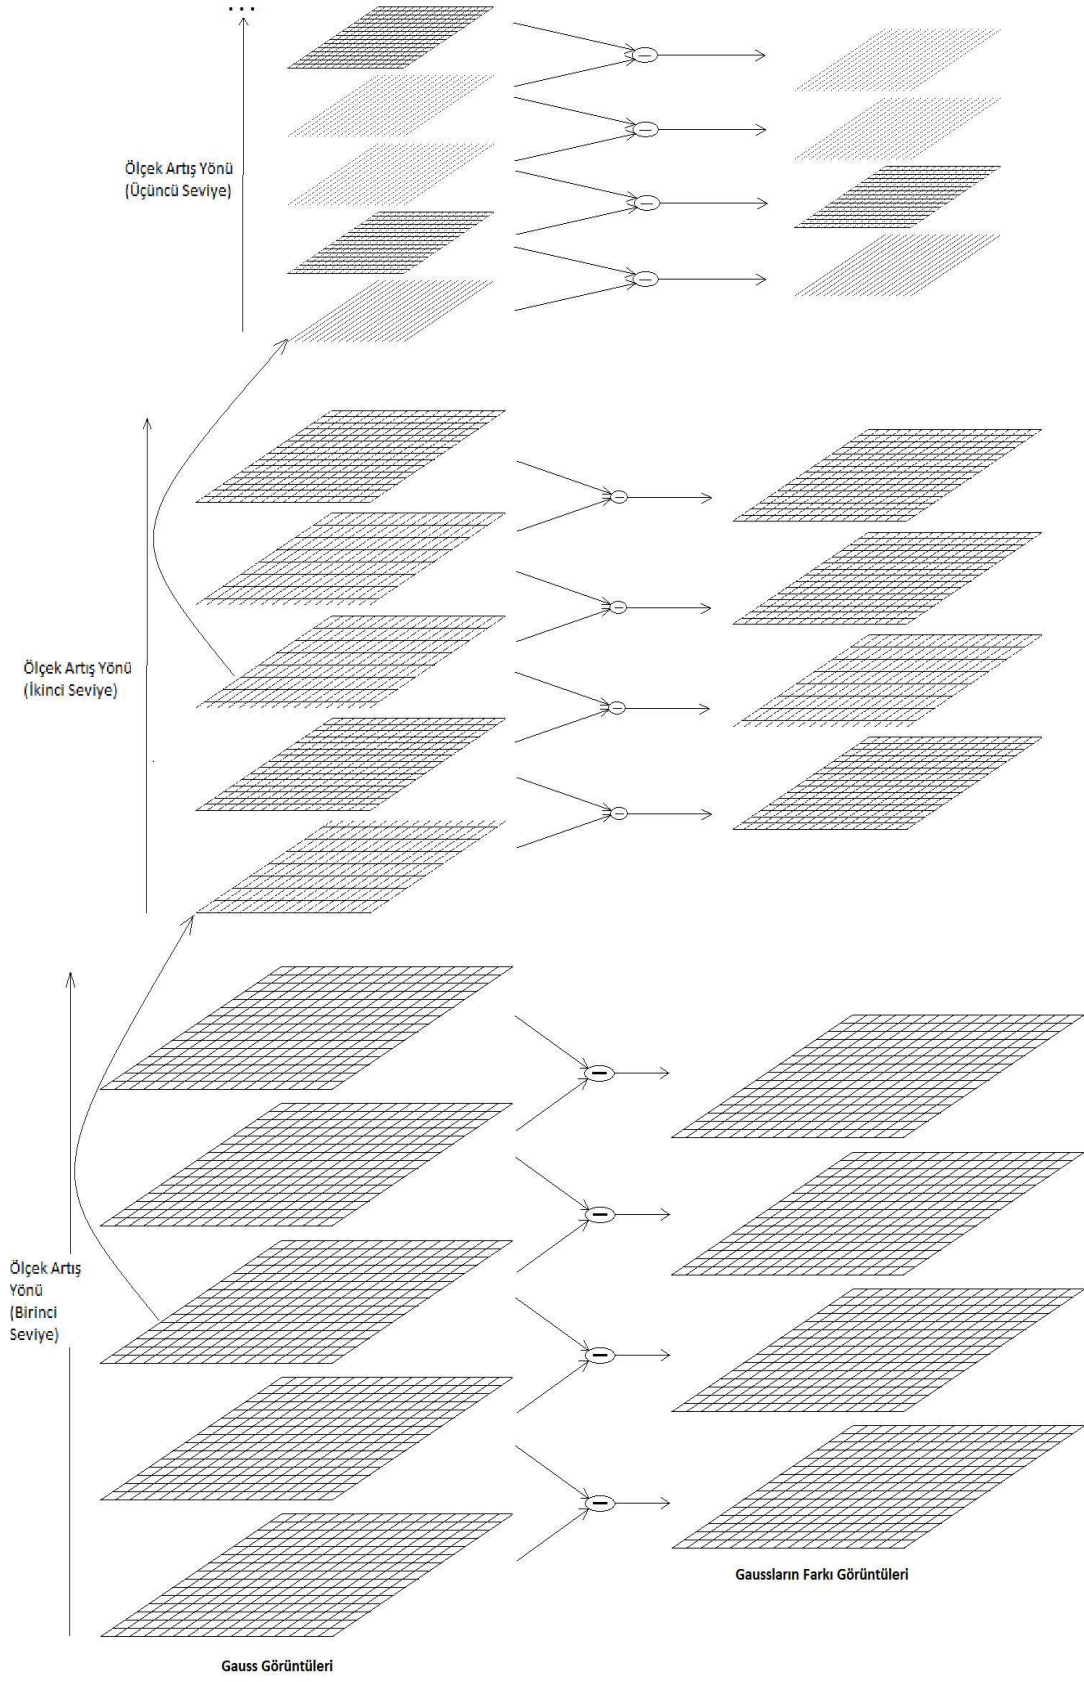 ...
Ölçek Artış Yönü
(Üçüncü Seviye)
Ölçek Artış Yönü
(İkinci Seviye)
Ölçek Artış
Yönü
(Birinci
Seviye)
Gaussların Farkı Görüntüleri
Gauss Görüntüleri